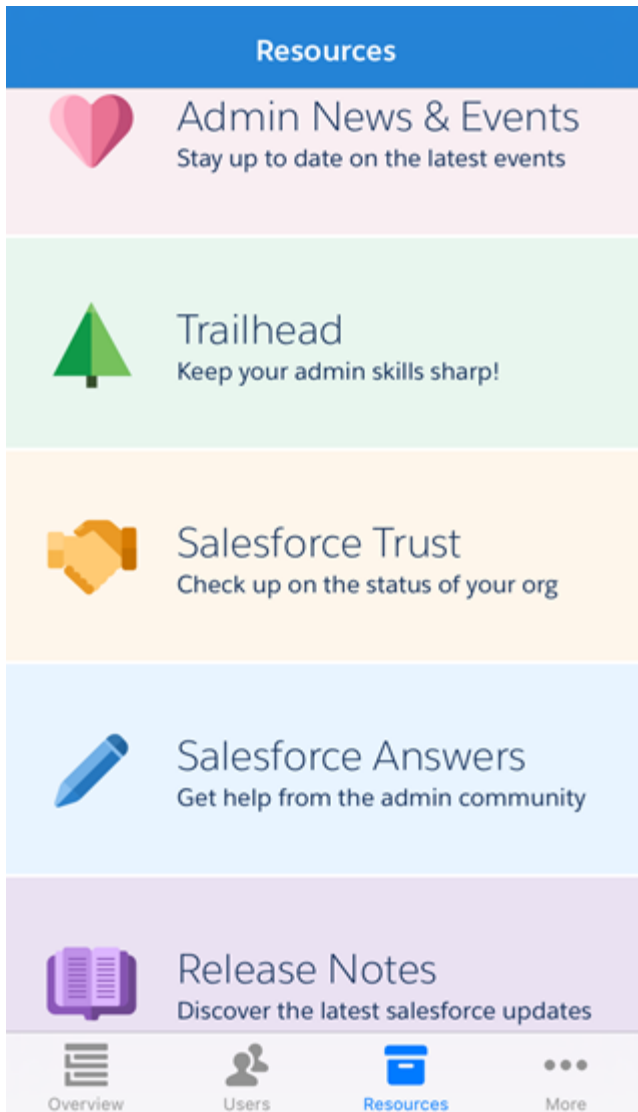 Resources
Admin News & Events
Stay up to date on the latest events
Trailhead
Keep your admin skills sharp!
Salesforce Trust
Check up on the status of your org
Salesforce Answers
Get help from the admin community
Release Notes
Discover the latest salesforce updates
Overview
Users
Resources
More